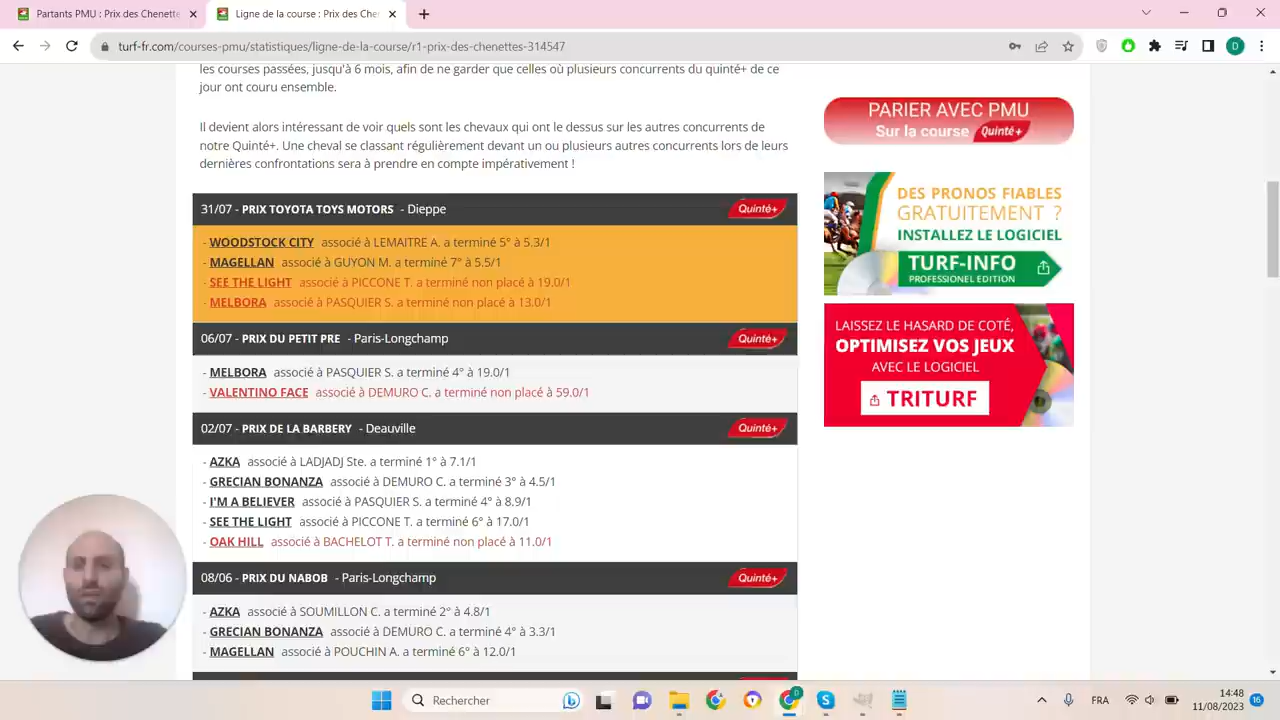 Partants PMU : Prix des Chenett
Ligne de la course : Prix des Che
turf-fr.com/courses-pmu/statistiques/ligne-de-la-course/r1-prix-des-chenettes-314547
D
les courses passées, jusqu'à 6 mois, afin de ne garder que celles où plusieurs concurrents du quinté+ de ce
jour ont couru ensemble.
Il devient alors intéressant de voir quels sont les chevaux qui ont le dessus sur les autres concurrents de
notre Quinté+. Une cheval se classant régulièrement devant un ou plusieurs autres concurrents lors de leurs
dernières confrontations sera à prendre en compte impérativement !
31/07 - PRIX TOYOTA TOYS MOTORS - Dieppe Quinté+
- WOODSTOCK CITY associé à LEMAITRE A. a terminé 5° à 5.3/1
- MAGELLAN associé à GUYON M. a terminé 7° à 5.5/1
- SEE THE LIGHT associé à PICCONE T. a terminé non placé à 19.0/1
- MELBORA associé à PASQUIER S. a terminé non placé à 13.0/1
06/07 - PRIX DU PETIT PRE - Paris-Longchamp Quinté+
- MELBORA associé à PASQUIER S. a terminé 4° à 19.0/1
- VALENTINO FACE associé à DEMURO C. a terminé non placé à 59.0/1
02/07 - PRIX DE LA BARBERY - Deauville Quinté+
- AZKA associé à LADJADJ Ste. a terminé 1° à 7.1/1
- GRECIAN BONANZA associé à DEMURO C. a terminé 3° à 4.5/1
- I'M A BELIEVER associé à PASQUIER S. a terminé 4° à 8.9/1
- SEE THE LIGHT associé à PICCONE T. a terminé 6° à 17.0/1
- OAK HILL associé à BACHELOT T. a terminé non placé à 11.0/1
08/06 - PRIX DU NABOB - Paris-Longchamp Quinté+
- AZKA associé à SOUMILLON C. a terminé 2° à 4.8/1
- GRECIAN BONANZA associé à DEMURO C. a terminé 4° à 3.3/1
- MAGELLAN associé à POUCHIN A. a terminé 6° à 12.0/1
PARIER AVEC PMU
Sur la course Quinté+
DES PRONOS FIABLES
GRATUITEMENT ?
INSTALLEZ LE LOGICIEL
TURF-INFO
PROFESSIONEL EDITION
LAISSEZ LE HASARD DE COTÉ,
OPTIMISEZ VOS JEUX
AVEC LE LOGICIEL
TRITURF
Rechercher
FRA
14:48
11/08/2023
16